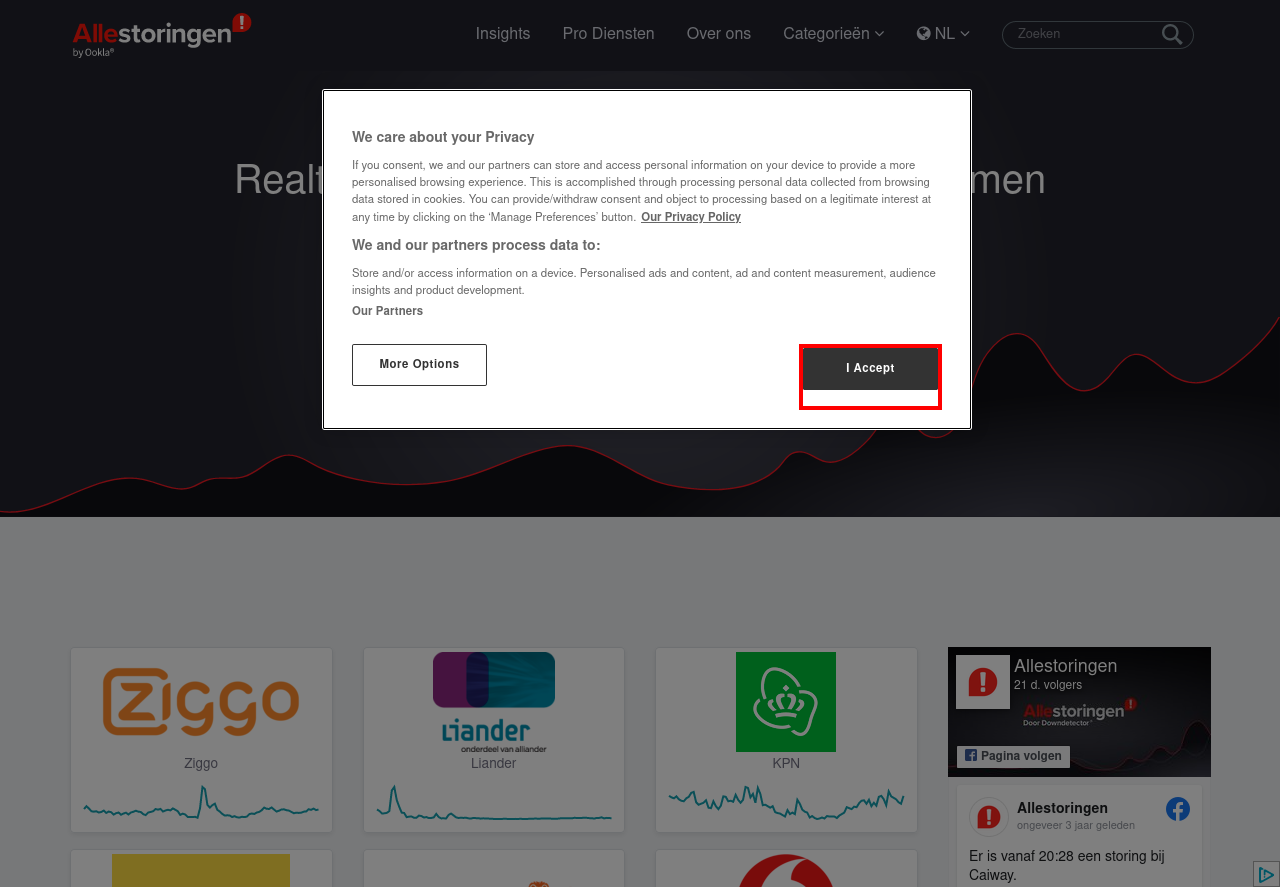 Allestoringen
by Ookla®
Insights
Pro Diensten
Over ons
Categorieën
NL
Zoeken
Realt
men
We care about your Privacy
If you consent, we and our partners can store and access personal information on your device to provide a more
personalised browsing experience. This is accomplished through processing personal data collected from browsing
data stored in cookies. You can provide/withdraw consent and object to processing based on a legitimate interest at
any time by clicking on the ‘Manage Preferences’ button. Our Privacy Policy
We and our partners process data to:
Store and/or access information on a device. Personalised ads and content, ad and content measurement, audience
insights and product development.
Our Partners
More Options
I Accept
Ziggo
Ziggo
Liander
onderdeel van alliander
Liander
KPN
Allestoringen
21 d. volgers
Allestoringen
Door Downdetector™
Pagina volgen
Allestoringen
ongeveer 3 jaar geleden
Er is vanaf 20:28 een storing bij
Caiway.